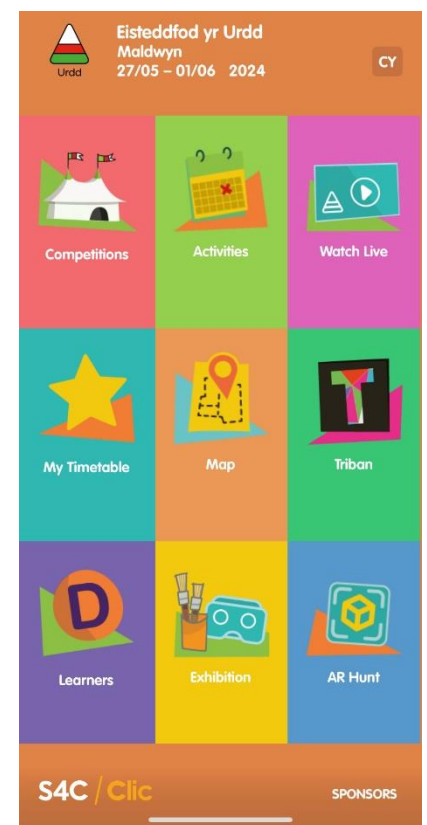 Eisteddfod yr Urdd
Maldwyn
27/05 – 01/06 2024
Urdd
CY
Competitions
Activities
Watch Live
My Timetable
Map
T
Triban
D
Learners
Exhibition
AR Hunt
S4C / Clic
SPONSORS